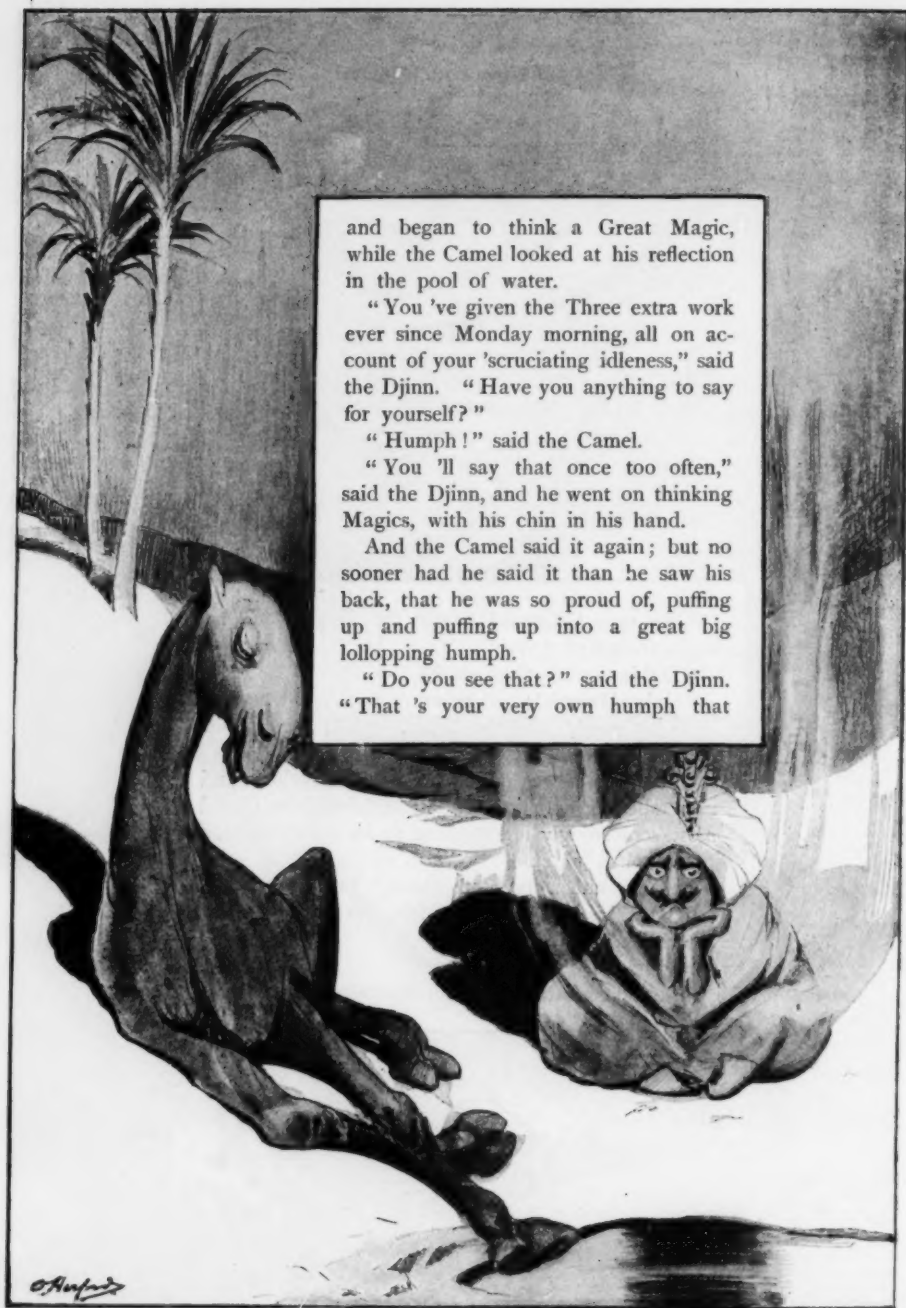 and began to think a Great Magic,
while the Camel looked at his reflection
in the pool of water.
" You 've given the Three extra work
ever since Monday morning, all on ac-
count of your 'scruciating idleness," said
the Djinn. " Have you anything to say
for yourself? "
" Humph! " said the Camel.
" You 'll say that once too often,"
said the Djinn, and he went on thinking
Magics, with his chin in his hand.
And the Camel said it again; but no
sooner had he said it than he saw his
back, that he was so proud of, puffing
up and puffing up into a great big
lollopping humph.
" Do you see that? " said the Djinn.
" That 's your very own humph that
O. Herford